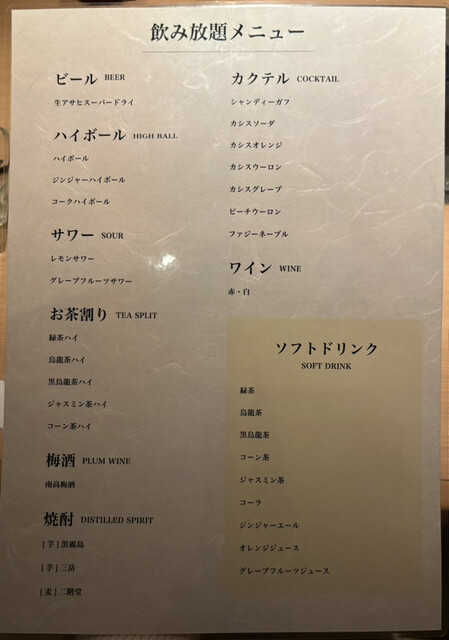 飲み放題メニュー
ビール BEER
生アサヒスーパードライ
ハイボール HIGH BALL
ハイボール
ジンジャーハイボール
コークハイボール
サワー SOUR
レモンサワー
グレープフルーツサワー
お茶割り TEA SPLIT
緑茶ハイ
烏龍茶ハイ
黒烏龍茶ハイ
ジャスミン茶ハイ
コーン茶ハイ
梅酒 PLUM WINE
南高梅酒
焼酎 DISTILLED SPIRIT
[芋]黒霧島
[芋]三岳
[麦]二階堂
カクテル COCKTAIL
シャンディーガフ
カシスソーダ
カシスオレンジ
カシスウーロン
カシスグレープ
ピーチウーロン
ファジーネーブル
ワイン WINE
赤・白
ソフトドリンク
SOFT DRINK
緑茶
烏龍茶
黒烏龍茶
コーン茶
ジャスミン茶
コーラ
ジンジャーエール
オレンジジュース
グレープフルーツジュース